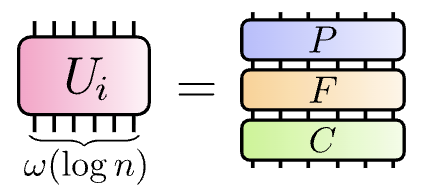 U_i = P
F
C
ω(log n)